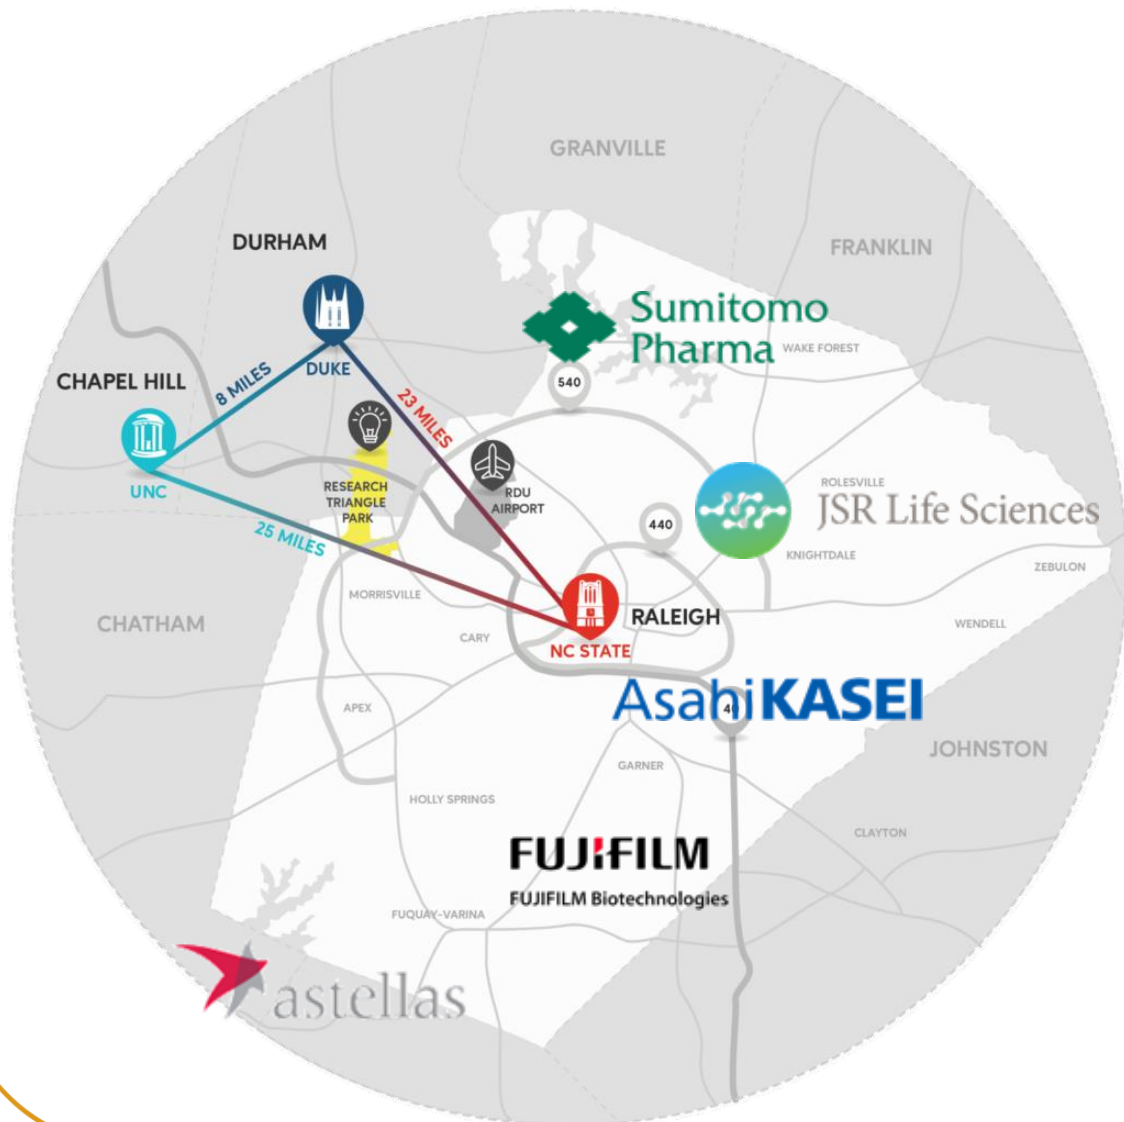 GRANVILLE
DURHAM
FRANKLIN
Sumitomo
Pharma
WAKE FOREST
CHAPEL HILL
8 MILES
DUKE
540
23 MILES
UNC
RESEARCH
TRIANGLE
PARK
RDU
AIRPORT
ROLESVILLE
JSR Life Sciences
25 MILES
440
KNIGHTDALE
ZEBULON
MORRISVILLE
CHATHAM
CARY
RALEIGH
WENDELL
NC STATE
AsahiKASEI
40
APEX
JOHNSTON
GARNER
HOLLY SPRINGS
CLAYTON
FUJIFILM
FUJIFILM Biotechnologies
FUQUAY-VARINA
astellas